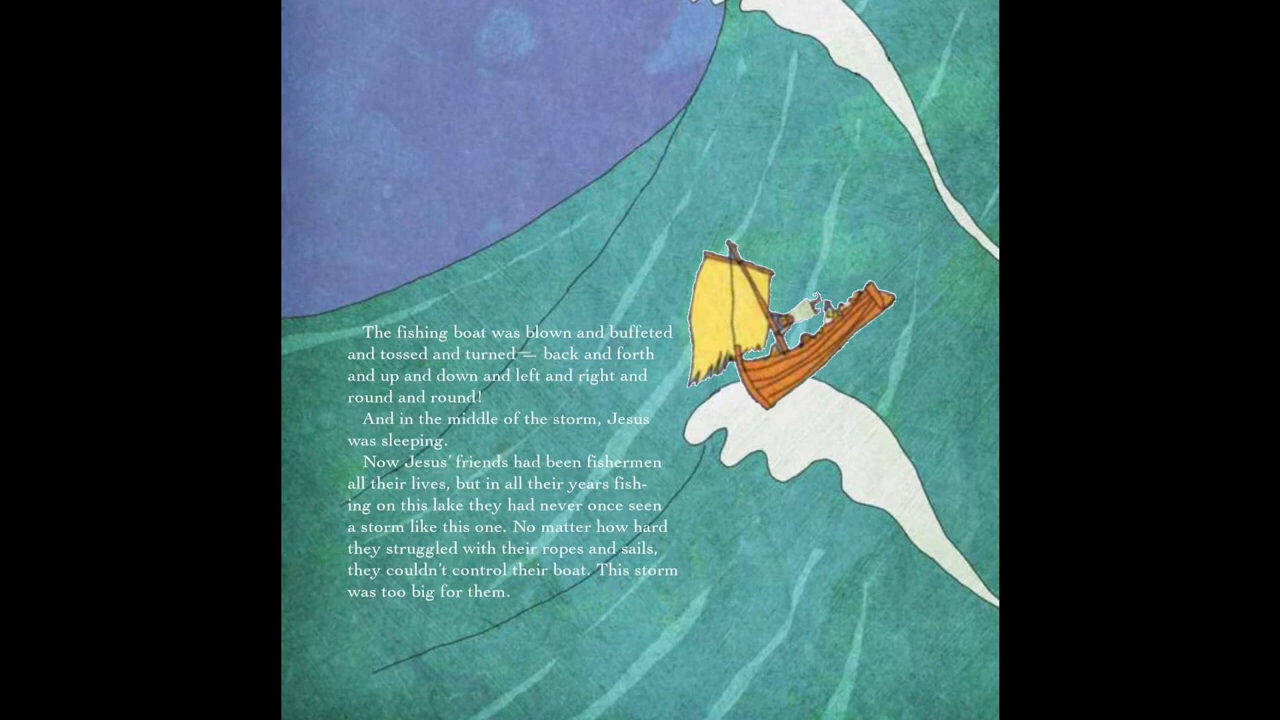 The fishing boat was blown and buffeted
and tossed and turned — back and forth
and up and down and left and right and
round and round!
And in the middle of the storm, Jesus
was sleeping.
Now Jesus' friends had been fishermen
all their lives, but in all their years fish-
ing on this lake they had never once seen
a storm like this one. No matter how hard
they struggled with their ropes and sails,
they couldn't control their boat. This storm
was too big for them.